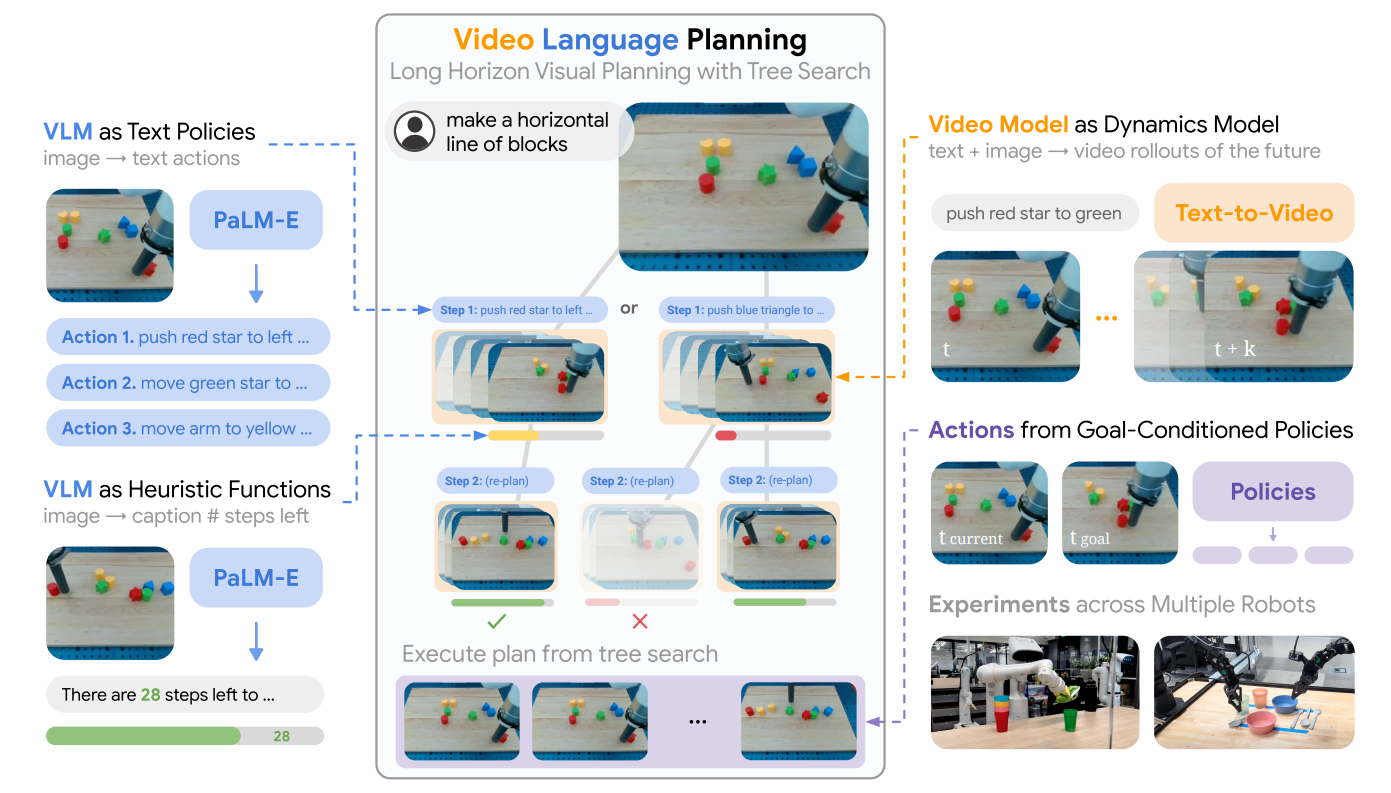 Video Language Planning
Long Horizon Visual Planning with Tree Search
make a horizontal
line of blocks
VLM as Text Policies
image → text actions
PaLM-E
Action 1. push red star to left ...
Action 2. move green star to ...
Action 3. move arm to yellow ...
VLM as Heuristic Functions
image → caption # steps left
PaLM-E
There are 28 steps left to ...
28
Step 1: push red star to left ...
or
Step 1: push blue triangle to ...
Step 2: (re-plan)
Step 2: (re-plan)
Step 2: (re-plan)
Execute plan from tree search
...
Video Model as Dynamics Model
text + image → video rollouts of the future
push red star to green
Text-to-Video
t
...
t + k
Actions from Goal-Conditioned Policies
t current
t goal
Policies
Experiments across Multiple Robots